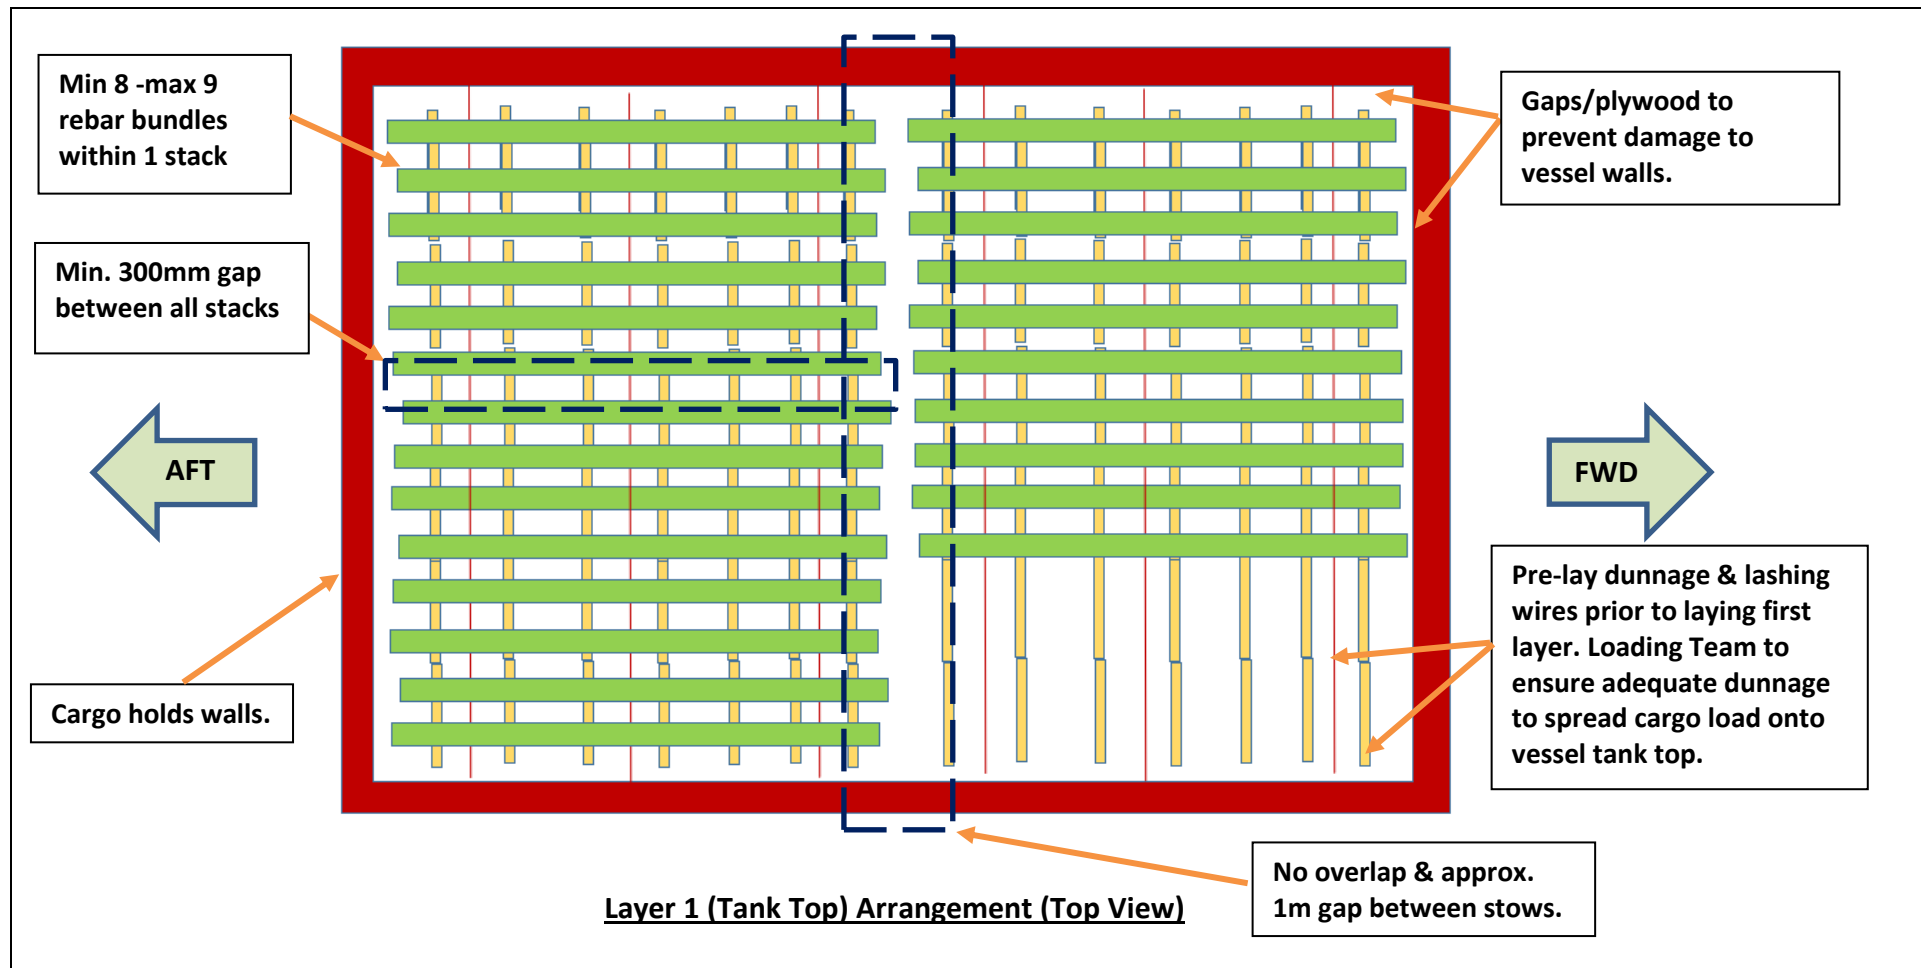 Min 8 -max 9
rebar bundles
within 1 stack
Gaps/plywood to
prevent damage to
vessel walls.
Min. 300mm gap
between all stacks
AFT
FWD
Pre-lay dunnage & lashing
wires prior to laying first
layer. Loading Team to
ensure adequate dunnage
to spread cargo load onto
vessel tank top.
Cargo holds walls.
No overlap & approx.
1m gap between stows.
Layer 1 (Tank Top) Arrangement (Top View)